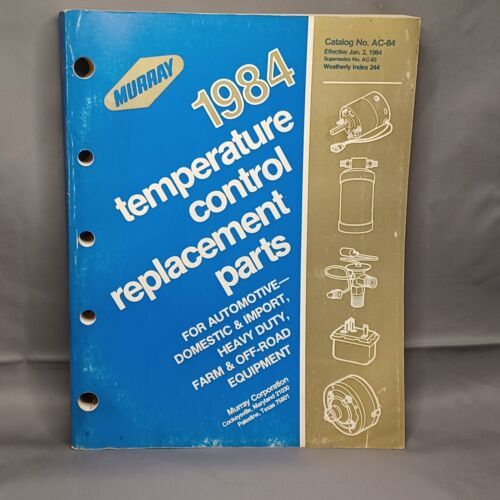 MURRAY
1984
temperature
control
replacement
parts
FOR AUTOMOTIVE—
DOMESTIC & IMPORT,
HEAVY DUTY,
FARM & OFF-ROAD
EQUIPMENT
Murray Corporation
Cockeysville, Maryland 21030
Palestine, Texas 75801
Catalog No. AC-84
Effective Jan. 2, 1984
Supersedes No. AC-83
Weatherly Index 244